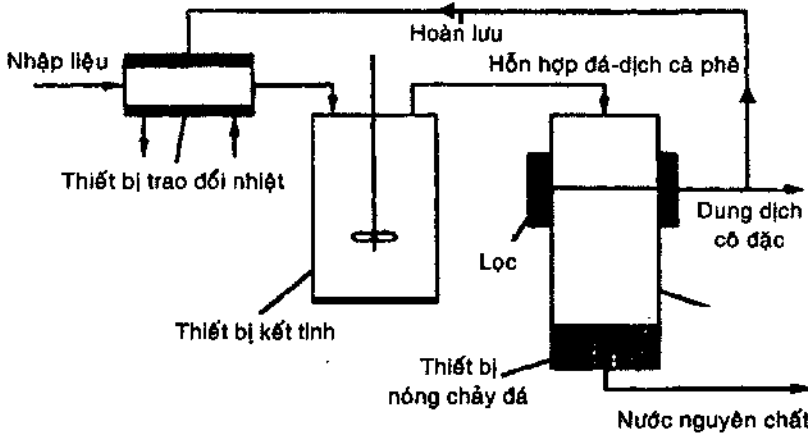 Hoàn lưu
Nhập liệu
Hỗn hợp đá-dịch cà phê
Thiết bị trao đổi nhiệt
Dung dịch
cô đặc
Lọc
Thiết bị kết tinh
Thiết bị
nóng chảy đá
Nước nguyên chất